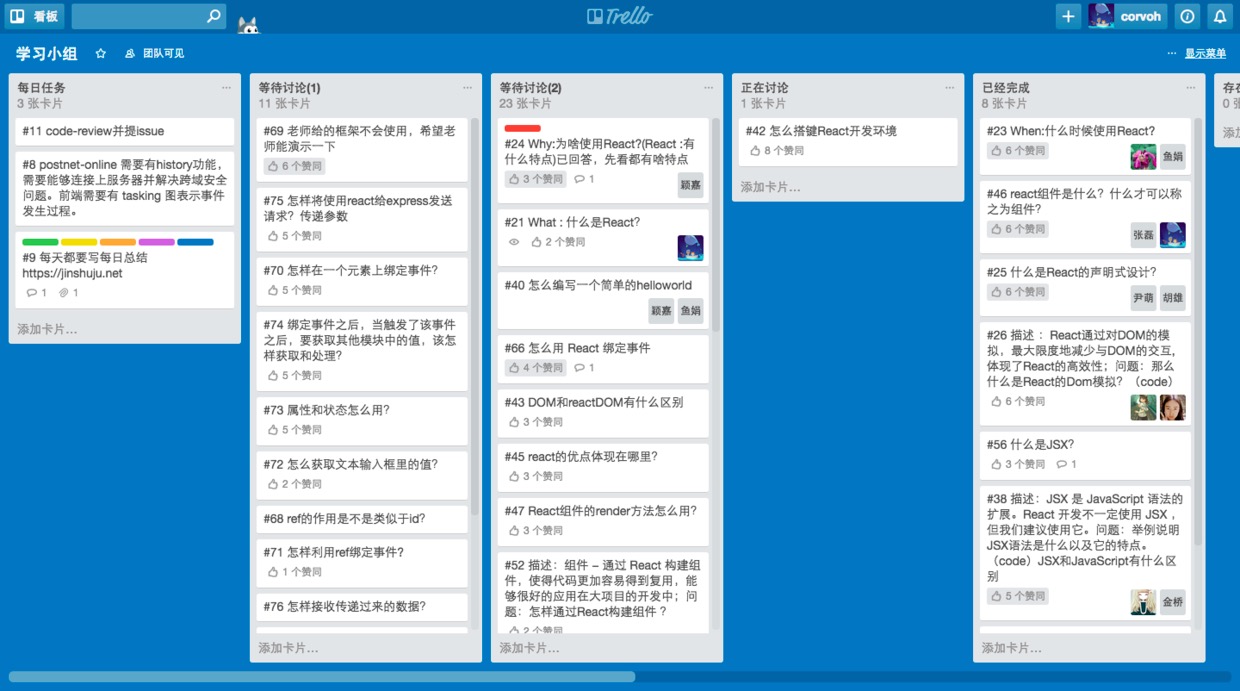 看板
Trello
corvoh
学习小组
团队可见
显示菜单
每日任务
3 张卡片
#11 code-review并提issue
#8 postnet-online 需要有history功能，
需要能够连接上服务器并解决跨域安全
问题。前端需要有 tasking 图表示事件
发生过程。
#9 每天都要写每日总结
https://jinshuju.net
1
1
添加卡片...
等待讨论(1)
11 张卡片
#69 老师给的框架不会使用，希望老
师能演示一下
6 个赞同
#75 怎样将使用react给express发送
请求？传递参数
5 个赞同
#70 怎样在一个元素上绑定事件?
5 个赞同
#74 绑定事件之后，当触发了该事件
之后，要获取其他模块中的值，该怎
样获取和处理?
5 个赞同
#73 属性和状态怎么用?
5 个赞同
#72 怎么获取文本输入框里的值?
2 个赞同
#68 ref的作用是不是类似于id?
#71 怎样利用ref绑定事件?
1 个赞同
#76 怎样接收传递过来的数据?
添加卡片...
等待讨论(2)
23 张卡片
#24 Why:为啥使用React?(React :有
什么特点)已回答，先看都有啥特点
3 个赞同
1
颖嘉
#21 What : 什么是React?
2 个赞同
#40 怎么编写一个简单的helloworld
颖嘉
鱼娟
#66 怎么用 React 绑定事件
4 个赞同
1
#43 DOM和reactDOM有什么区别
3 个赞同
#45 react的优点体现在哪里?
3 个赞同
#47 React组件的render方法怎么用?
3 个赞同
#52 描述：组件 – 通过 React 构建组
件，使得代码更加容易得到复用，能
够很好的应用在大项目的开发中；问
题：怎样通过React构建组件 ?
2 个赞同
添加卡片...
正在讨论
1 张卡片
#42 怎么搭键React开发环境
8 个赞同
添加卡片...
已经完成
8 张卡片
#23 When:什么时候使用React?
6 个赞同
鱼娟
#46 react组件是什么？什么才可以称
之为组件?
6 个赞同
张磊
#25 什么是React的声明式设计?
6 个赞同
尹萌
胡雄
#26 描述 ：React通过对DOM的模
拟，最大限度地减少与DOM的交互,
体现了React的高效性；问题：那么
什么是React的Dom模拟？（code）
6 个赞同
#56 什么是JSX?
3 个赞同
1
#38 描述：JSX 是 JavaScript 语法的
扩展。React 开发不一定使用 JSX ，
但我们建议使用它。问题：举例说明
JSX语法是什么以及它的特点。
（code）JSX和JavaScript有什么区
别
5 个赞同
金桥
添加卡片...
存在
0 张
添加